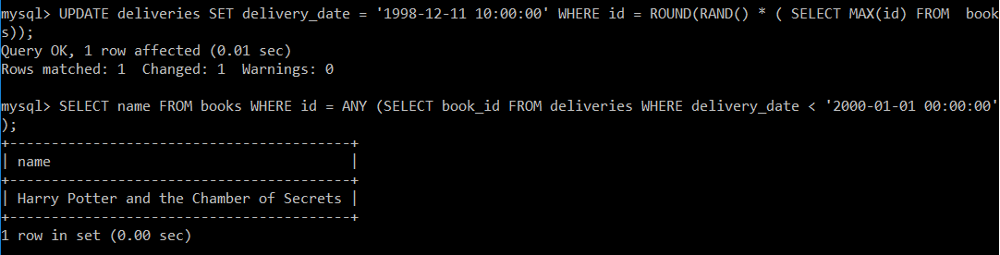 mysql> UPDATE deliveries SET delivery_date = '1998-12-11 10:00:00' WHERE id = ROUND(RAND() * ( SELECT MAX(id) FROM  book
s));
Query OK, 1 row affected (0.01 sec)
Rows matched: 1  Changed: 1  Warnings: 0
mysql> SELECT name FROM books WHERE id = ANY (SELECT book_id FROM deliveries WHERE delivery_date < '2000-01-01 00:00:00'
);
+----------------------------------------+
| name                                   |
+----------------------------------------+
| Harry Potter and the Chamber of Secrets |
+----------------------------------------+
1 row in set (0.00 sec)